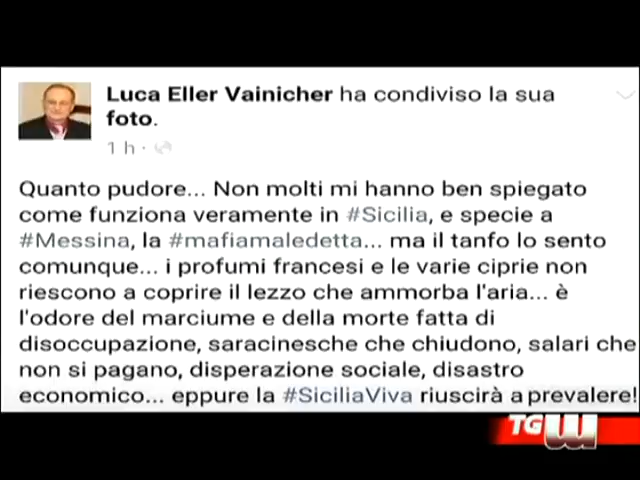 Luca Eller Vainicher ha condiviso la sua
foto.
1 h ·
Quanto pudore... Non molti mi hanno ben spiegato
come funziona veramente in #Sicilia, e specie a
#Messina, la #mafiamaledetta... ma il tanfo lo sento
comunque... i profumi francesi e le varie ciprie non
riescono a coprire il lezzo che ammorba l'aria... è
l'odore del marciume e della morte fatta di
disoccupazione, saracinesche che chiudono, salari che
non si pagano, disperazione sociale, disastro
economico... eppure la #SiciliaViva riuscirà a prevalere!
TG